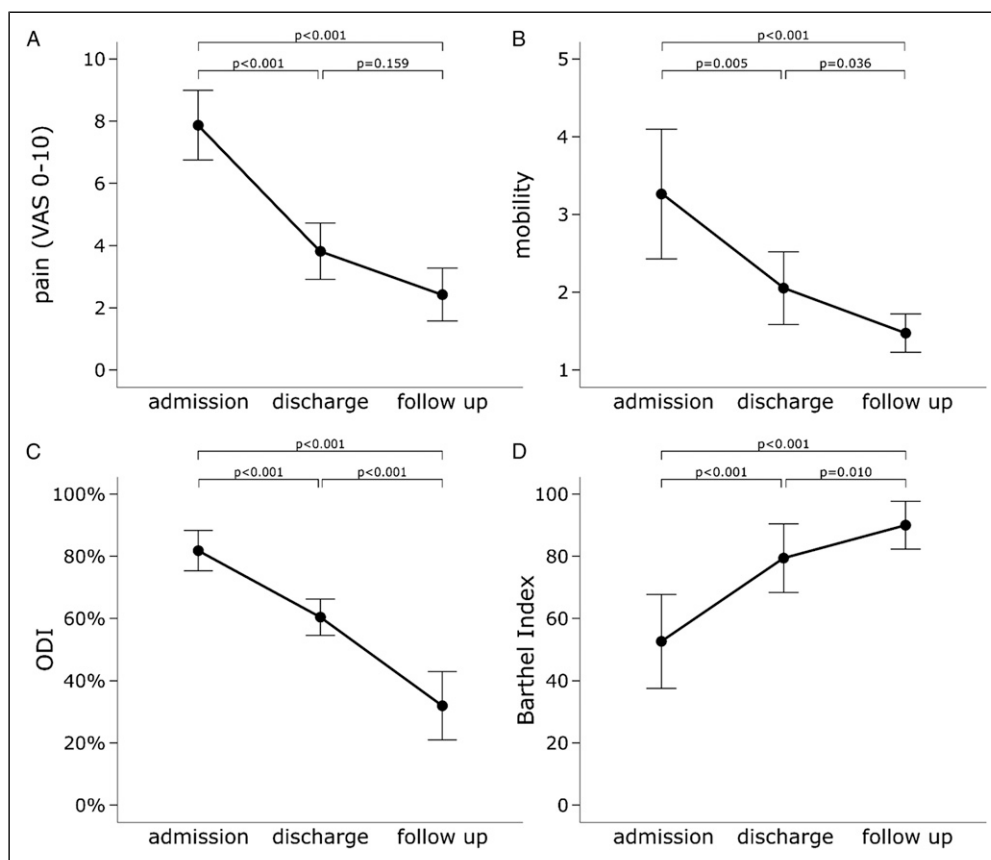 A
p<0.001
p<0.001
p=0.159
10
8
6
4
2
0
pain (VAS 0-10)
admission
discharge
follow up
B
p<0.001
p=0.005
p=0.036
5
4
3
2
1
mobility
admission
discharge
follow up
C
p<0.001
p<0.001
p<0.001
100%
80%
60%
40%
20%
0%
ODI
admission
discharge
follow up
D
p<0.001
p<0.001
p=0.010
100
80
60
40
20
0
Barthel Index
admission
discharge
follow up